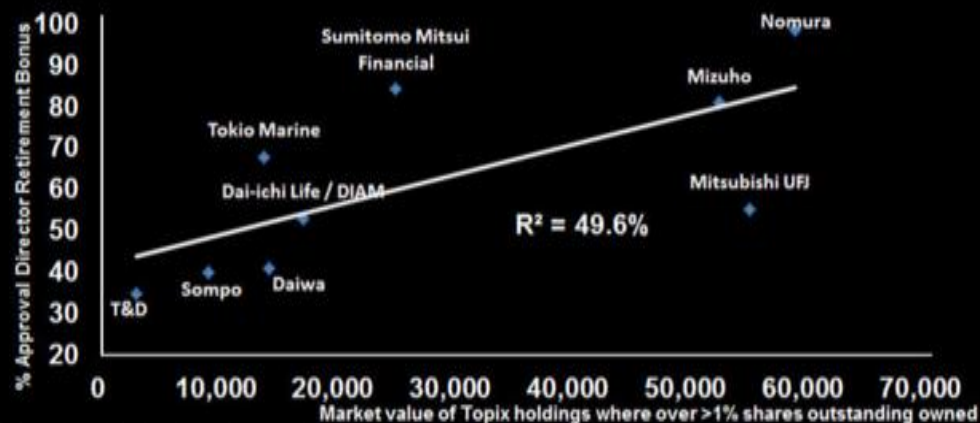 % Approval Director Retirement Bonus
100
90
80
70
60
50
40
30
20
Nomura
Sumitomo Mitsui
Financial
Mizuho
Tokio Marine
Dai-ichi Life / DIAM
Mitsubishi UFJ
R² = 49.6%
Sompo
Daiwa
T&D
0 10,000 20,000 30,000 40,000 50,000 60,000 70,000
Market value of Topix holdings where over >1% shares outstanding owned